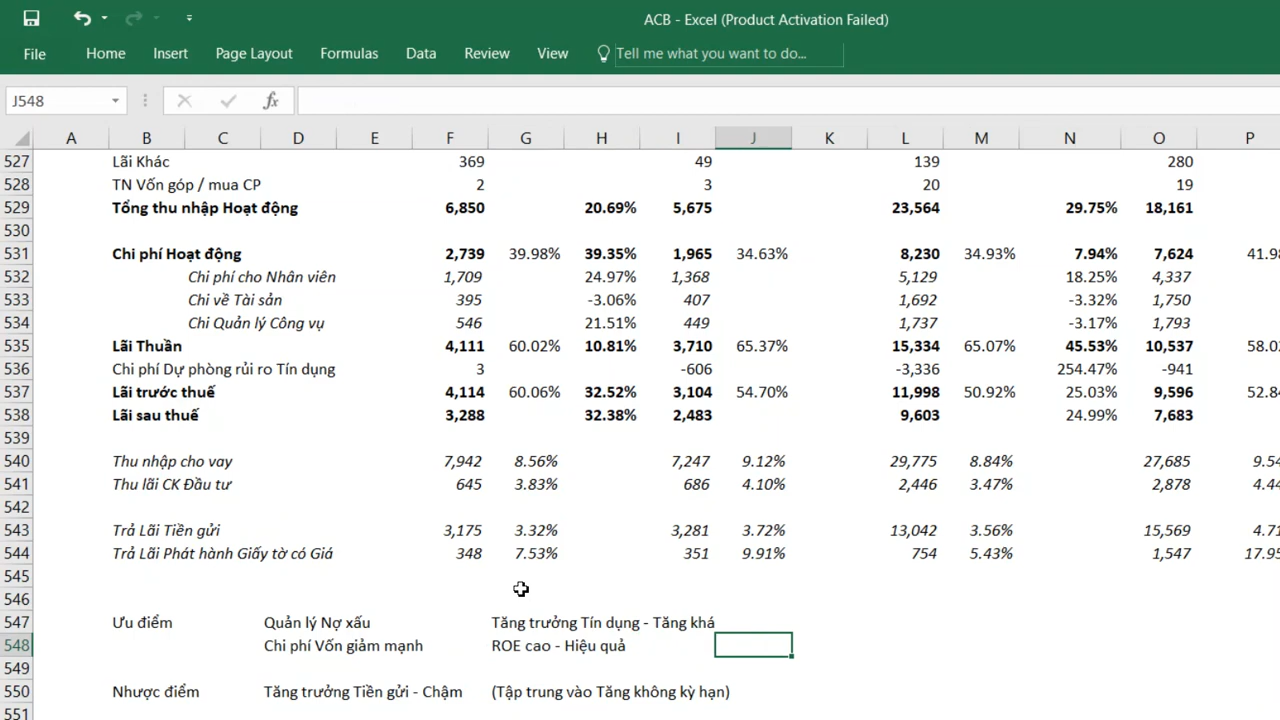 ACB - Excel (Product Activation Failed)
File Home Insert Page Layout Formulas Data Review View Tell me what you want to do...
J548 fx
A B C D E F G H I J K L M N O P
527 Lãi Khác 369 49 139 280
528 TN Vốn góp / mua CP 2 3 20 19
529 Tổng thu nhập Hoạt động 6,850 20.69% 5,675 23,564 29.75% 18,161
530
531 Chi phí Hoạt động 2,739 39.98% 39.35% 1,965 34.63% 8,230 34.93% 7.94% 7,624 41.98
532 Chi phí cho Nhân viên 1,709 24.97% 1,368 5,129 18.25% 4,337
533 Chi về Tài sản 395 -3.06% 407 1,692 -3.32% 1,750
534 Chi Quản lý Công vụ 546 21.51% 449 1,737 -3.17% 1,793
535 Lãi Thuần 4,111 60.02% 10.81% 3,710 65.37% 15,334 65.07% 45.53% 10,537 58.02
536 Chi phí Dự phòng rủi ro Tín dụng 3 -606 -3,336 254.47% -941
537 Lãi trước thuế 4,114 60.06% 32.52% 3,104 54.70% 11,998 50.92% 25.03% 9,596 52.84
538 Lãi sau thuế 3,288 32.38% 2,483 9,603 24.99% 7,683
539
540 Thu nhập cho vay 7,942 8.56% 7,247 9.12% 29,775 8.84% 27,685 9.54
541 Thu lãi CK Đầu tư 645 3.83% 686 4.10% 2,446 3.47% 2,878 4.44
542
543 Trả Lãi Tiền gửi 3,175 3.32% 3,281 3.72% 13,042 3.56% 15,569 4.71
544 Trả Lãi Phát hành Giấy tờ có Giá 348 7.53% 351 9.91% 754 5.43% 1,547 17.95
545
546
547 Ưu điểm Quản lý Nợ xấu Tăng trưởng Tín dụng - Tăng khá
548 Chi phí Vốn giảm mạnh ROE cao - Hiệu quả
549
550 Nhược điểm Tăng trưởng Tiền gửi - Chậm (Tập trung vào Tăng không kỳ hạn)
551